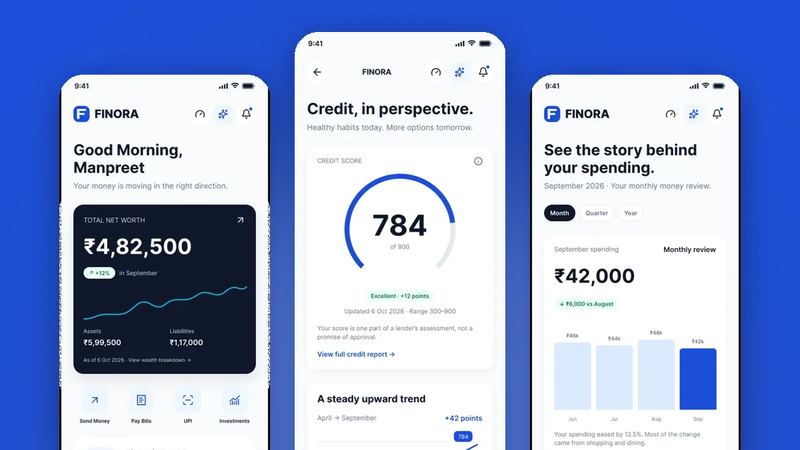 9:41
FINORA
Good Morning,
Manpreet
Your money is moving in the right direction.
TOTAL NET WORTH
₹4,82,500
+12%
in September
Assets
Liabilities
₹5,99,500
₹1,17,000
As of 6 Oct 2026 · View wealth breakdown →
Send Money
Pay Bills
UPI
Investments
9:41
FINORA
Credit, in perspective.
Healthy habits today. More options tomorrow.
CREDIT SCORE
784
of 900
Excellent · +12 points
Updated 6 Oct 2026 · Range 300–900
Your score is one part of a lender's assessment, not a
promise of approval.
View full credit report →
A steady upward trend
April → September
+42 points
784
9:41
FINORA
See the story behind
your spending.
September 2026 · Your monthly money review.
Month
Quarter
Year
September spending
Monthly review
₹42,000
↓ ₹6,000 vs August
₹46k
₹44k
₹48k
₹42k
Jun
Jul
Aug
Sep
Your spending eased by 12.5%. Most of the change
came from shopping and dining.